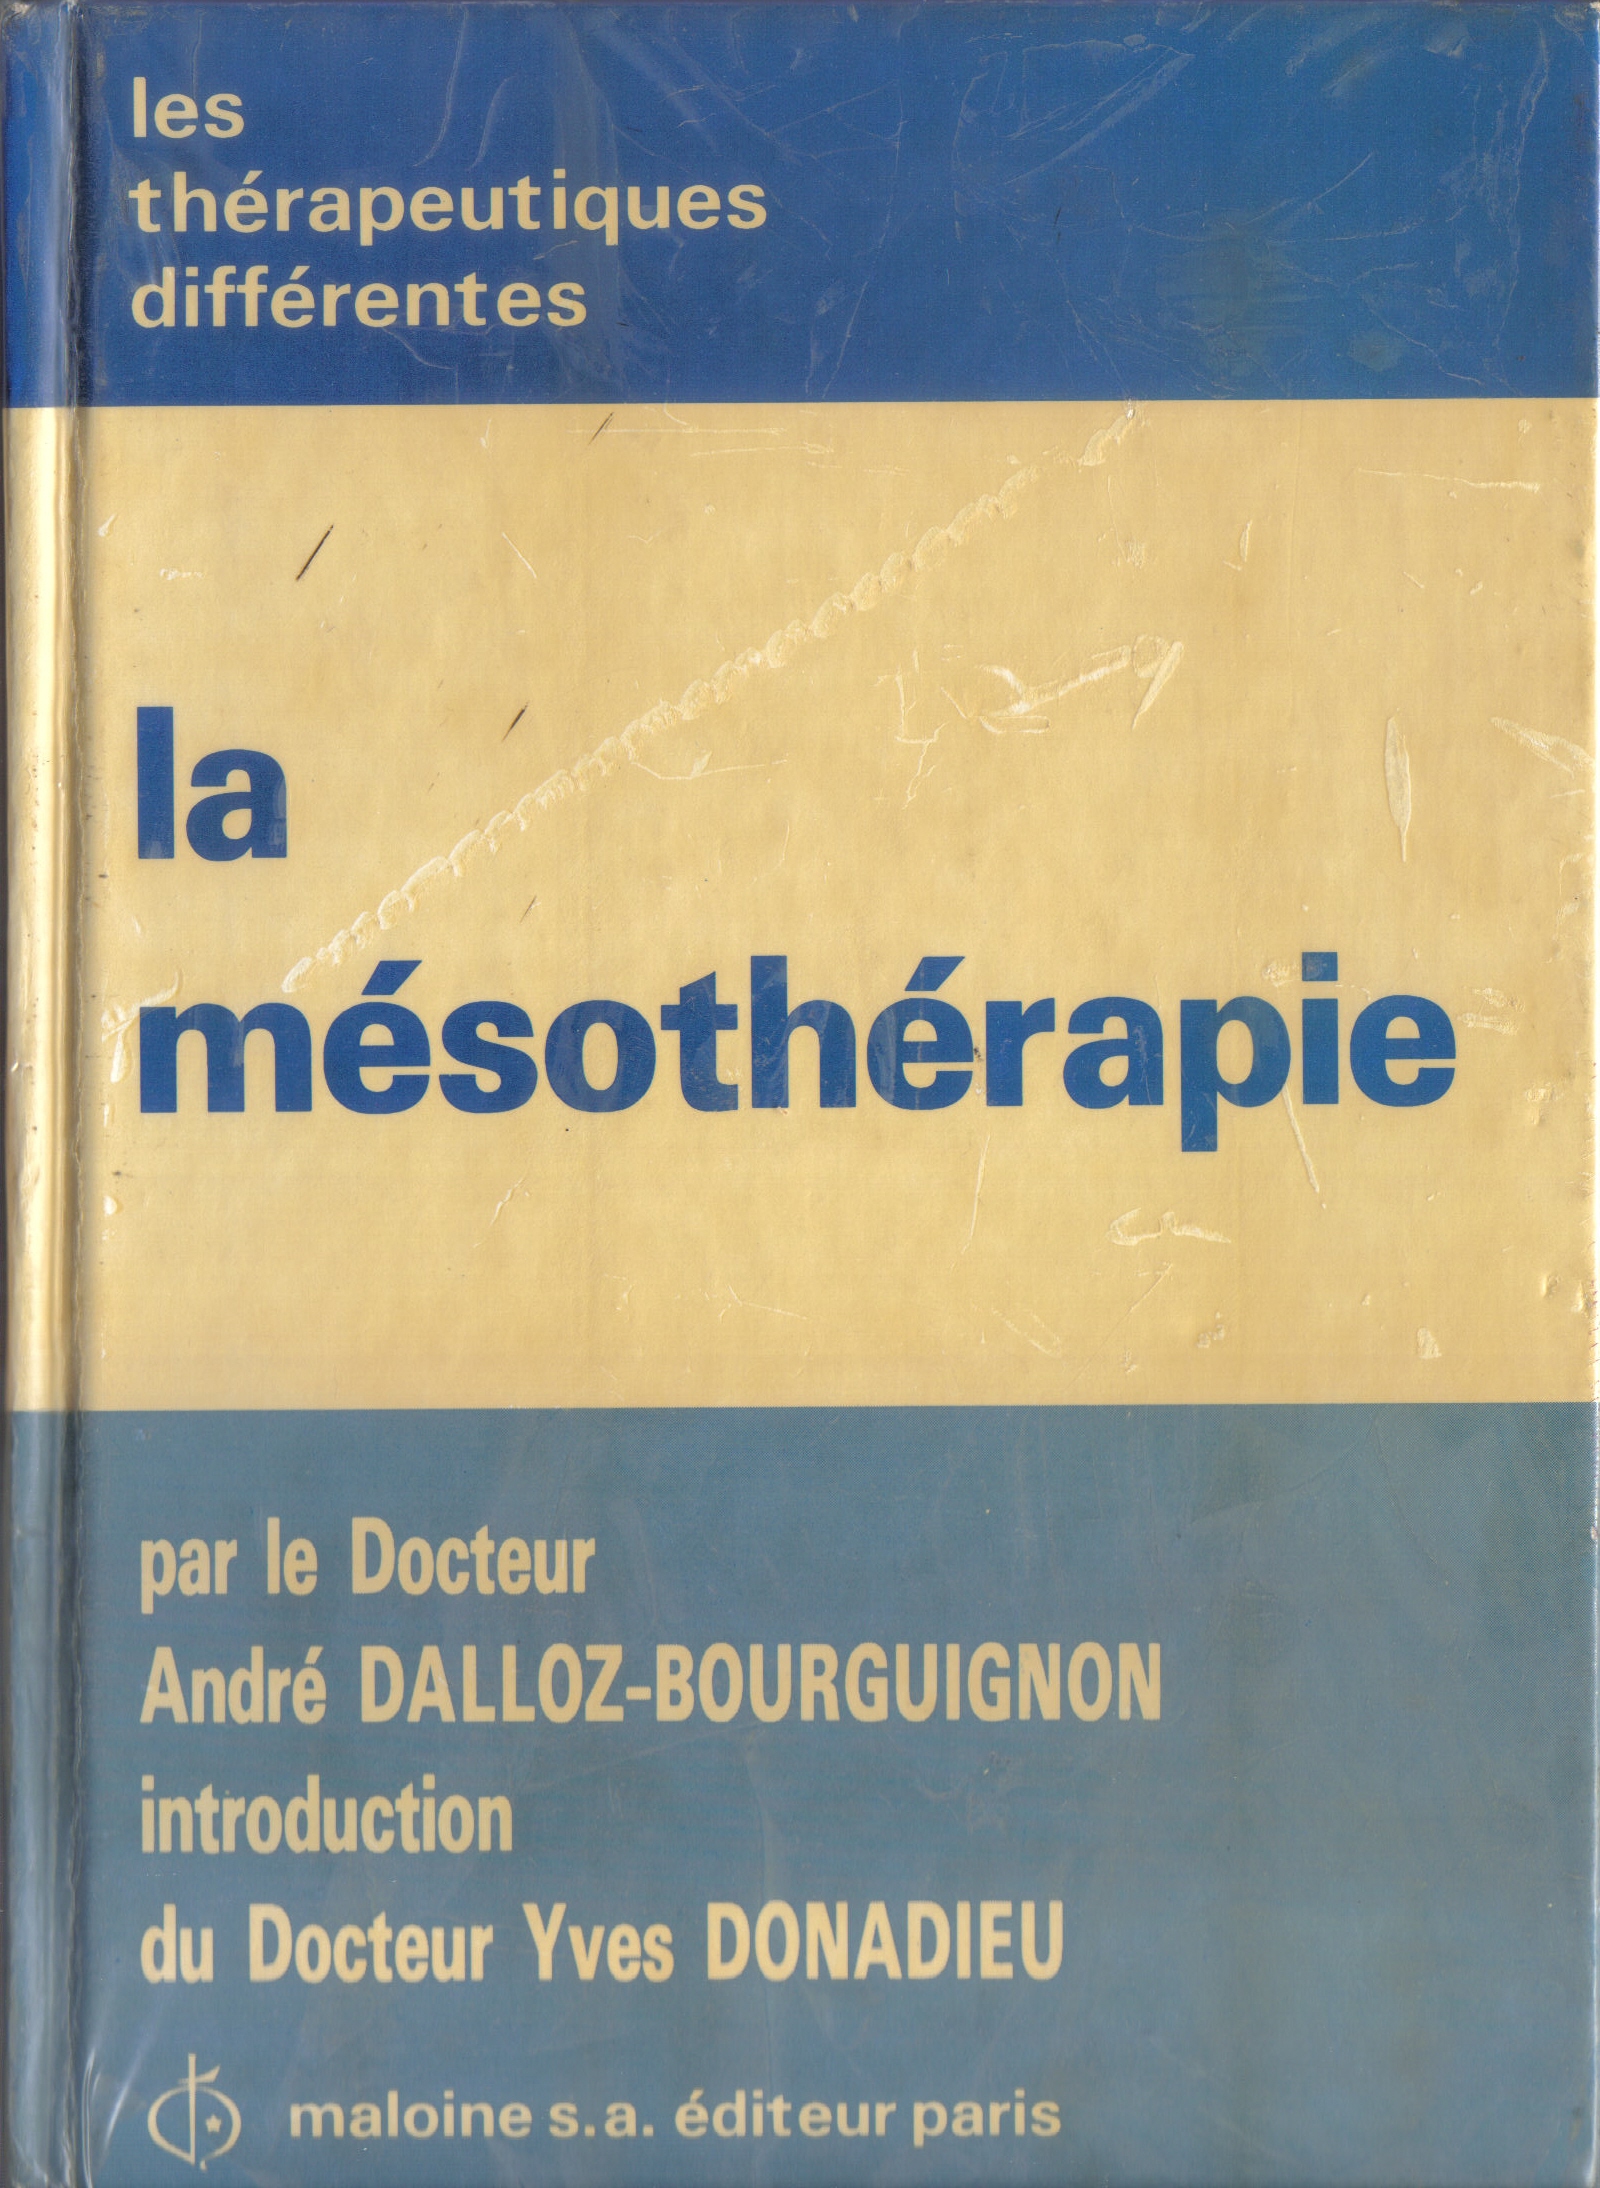 les
thérapeutiques
différentes
la
mésothérapie
par le Docteur
André DALLOZ-BOURGUIGNON
introduction
du Docteur Yves DONADIEU
maloine s.a. éditeur paris